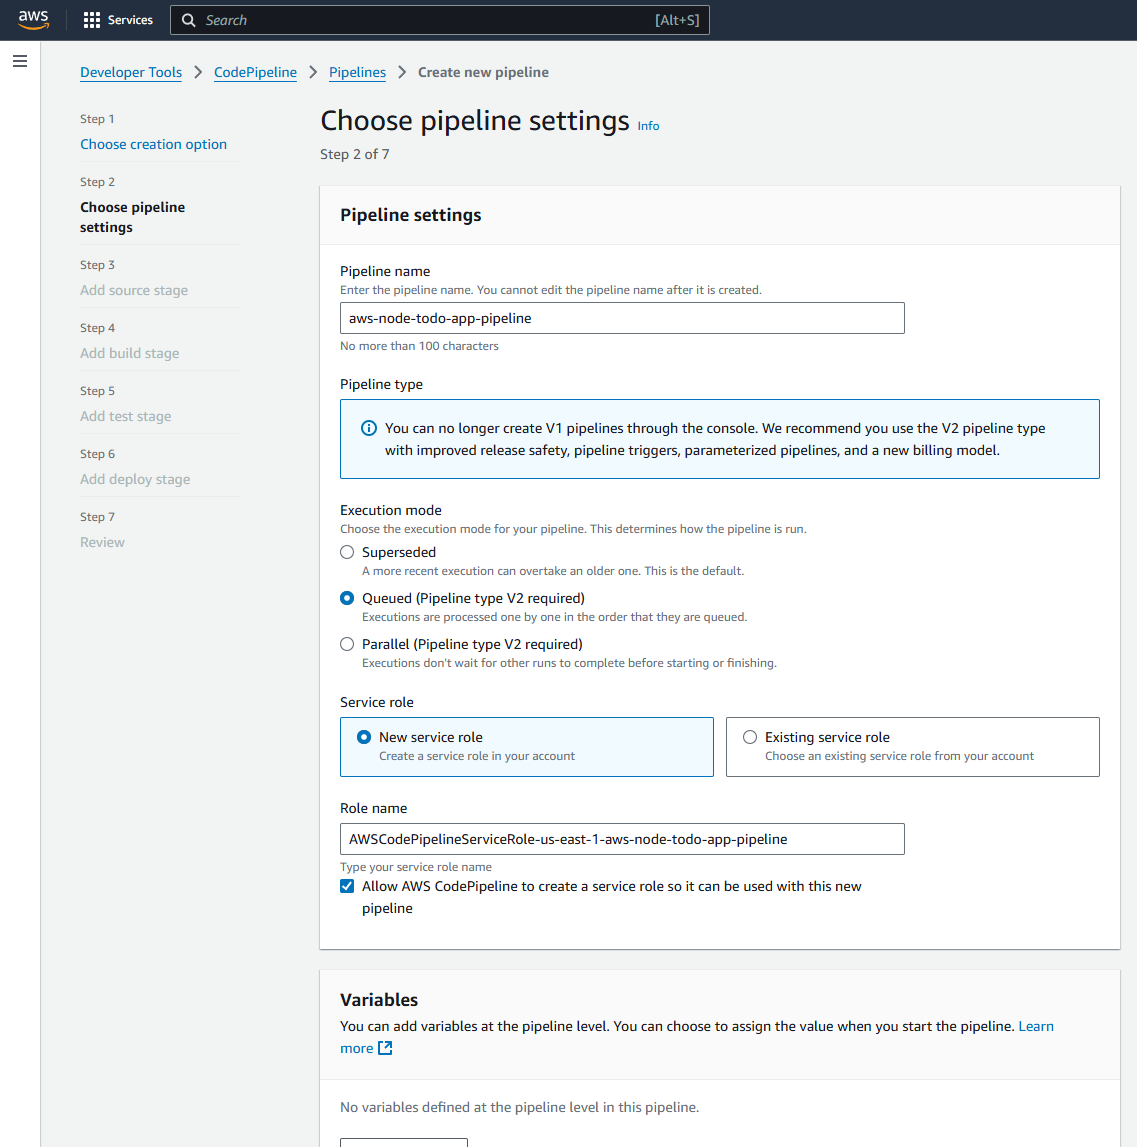 aws
Services
Search
[Alt+S]
Developer Tools
CodePipeline
Pipelines
Create new pipeline
Step 1
Choose creation option
Step 2
Choose pipeline
settings
Step 3
Add source stage
Step 4
Add build stage
Step 5
Add test stage
Step 6
Add deploy stage
Step 7
Review
Choose pipeline settings Info
Step 2 of 7
Pipeline settings
Pipeline name
Enter the pipeline name. You cannot edit the pipeline name after it is created.
aws-node-todo-app-pipeline
No more than 100 characters
Pipeline type
You can no longer create V1 pipelines through the console. We recommend you use the V2 pipeline type
with improved release safety, pipeline triggers, parameterized pipelines, and a new billing model.
Execution mode
Choose the execution mode for your pipeline. This determines how the pipeline is run.
Superseded
A more recent execution can overtake an older one. This is the default.
Queued (Pipeline type V2 required)
Executions are processed one by one in the order that they are queued.
Parallel (Pipeline type V2 required)
Executions don't wait for other runs to complete before starting or finishing.
Service role
New service role
Create a service role in your account
Existing service role
Choose an existing service role from your account
Role name
AWSCodePipelineServiceRole-us-east-1-aws-node-todo-app-pipeline
Type your service role name
Allow AWS CodePipeline to create a service role so it can be used with this new
pipeline
Variables
You can add variables at the pipeline level. You can choose to assign the value when you start the pipeline. Learn
more
No variables defined at the pipeline level in this pipeline.